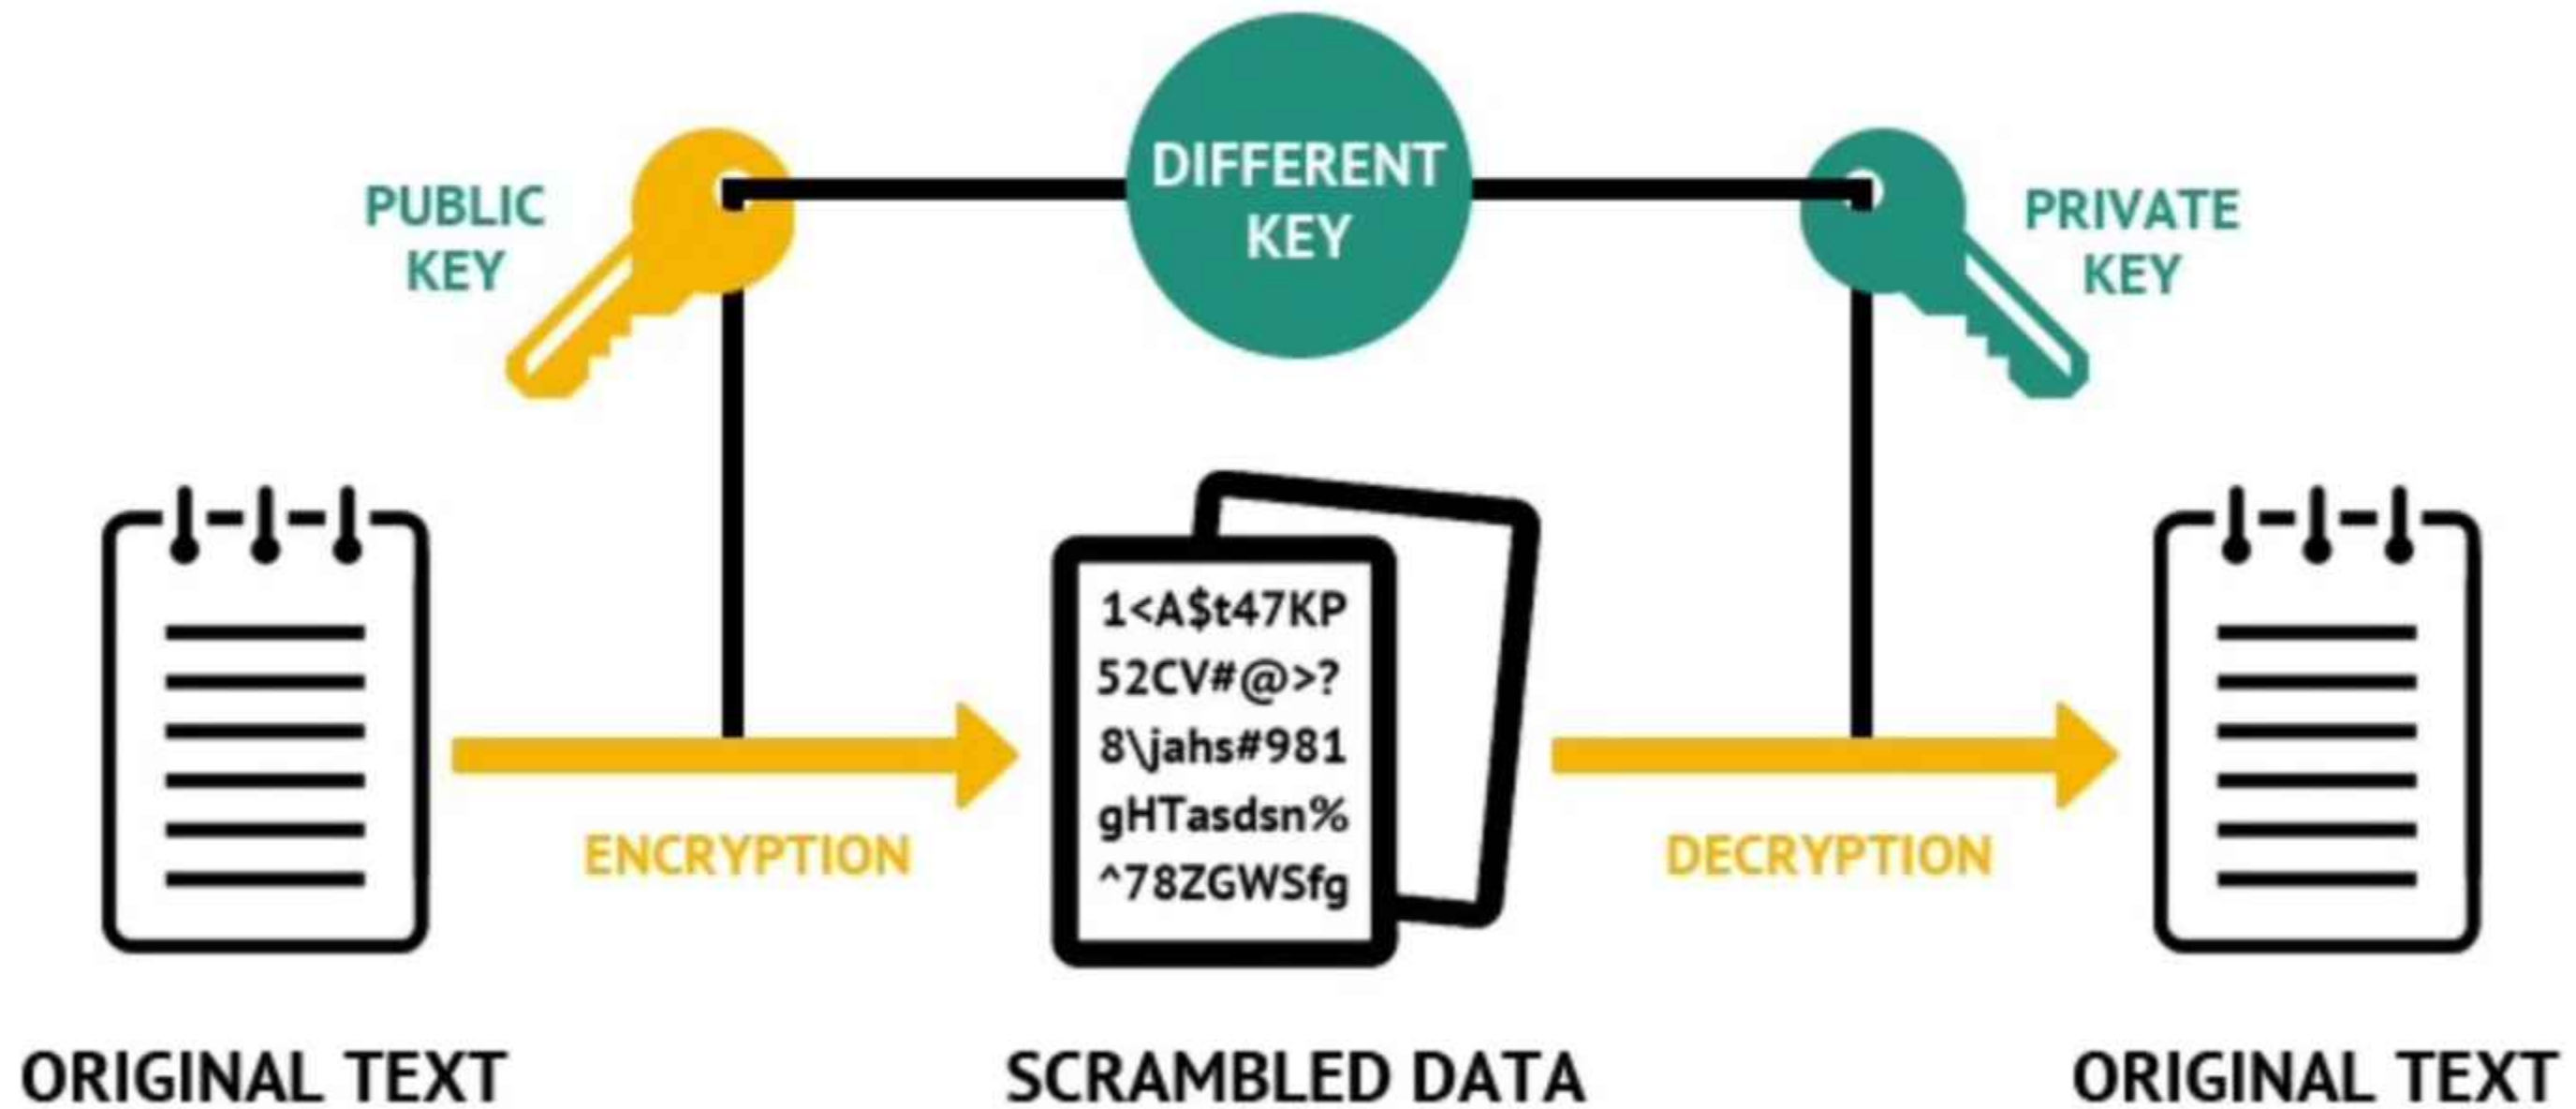 DIFFERENT
KEY
PUBLIC
KEY
PRIVATE
KEY
1<A$t47KP
52CV#@>?
8\jahs#981
gHTasdsn%
^78ZGWSfg
ENCRYPTION
DECRYPTION
ORIGINAL TEXT
SCRAMBLED DATA
ORIGINAL TEXT